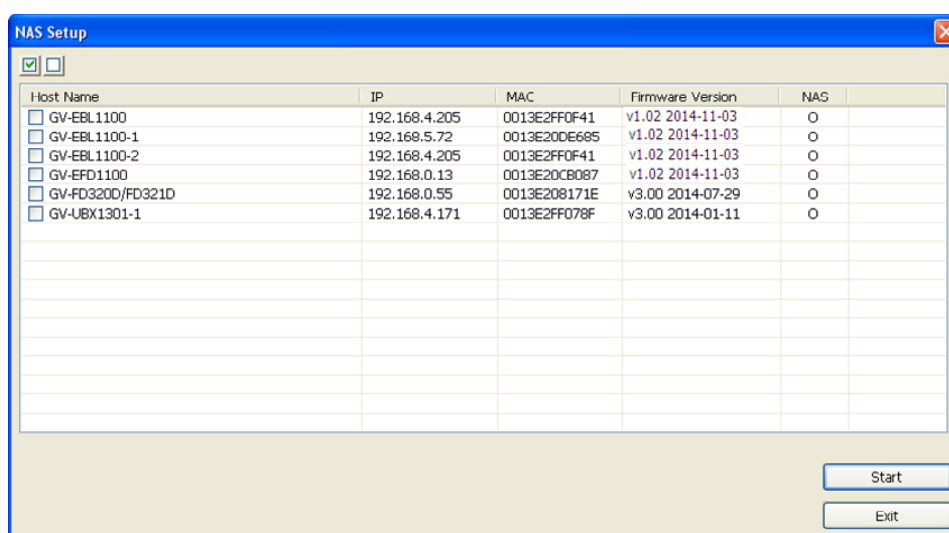 NAS Setup
Host Name IP MAC Firmware Version NAS
GV-EBL1100 192.168.4.205 0013E2FF0F41 v1.02 2014-11-03 O
GV-EBL1100-1 192.168.5.72 0013E20DE685 v1.02 2014-11-03 O
GV-EBL1100-2 192.168.4.205 0013E2FF0F41 v1.02 2014-11-03 O
GV-EFD1100 192.168.0.13 0013E20CB087 v1.02 2014-11-03 O
GV-FD320D/FD321D 192.168.0.55 0013E208171E v3.00 2014-07-29 O
GV-UBX1301-1 192.168.4.171 0013E2FF078F v3.00 2014-01-11 O
Start
Exit